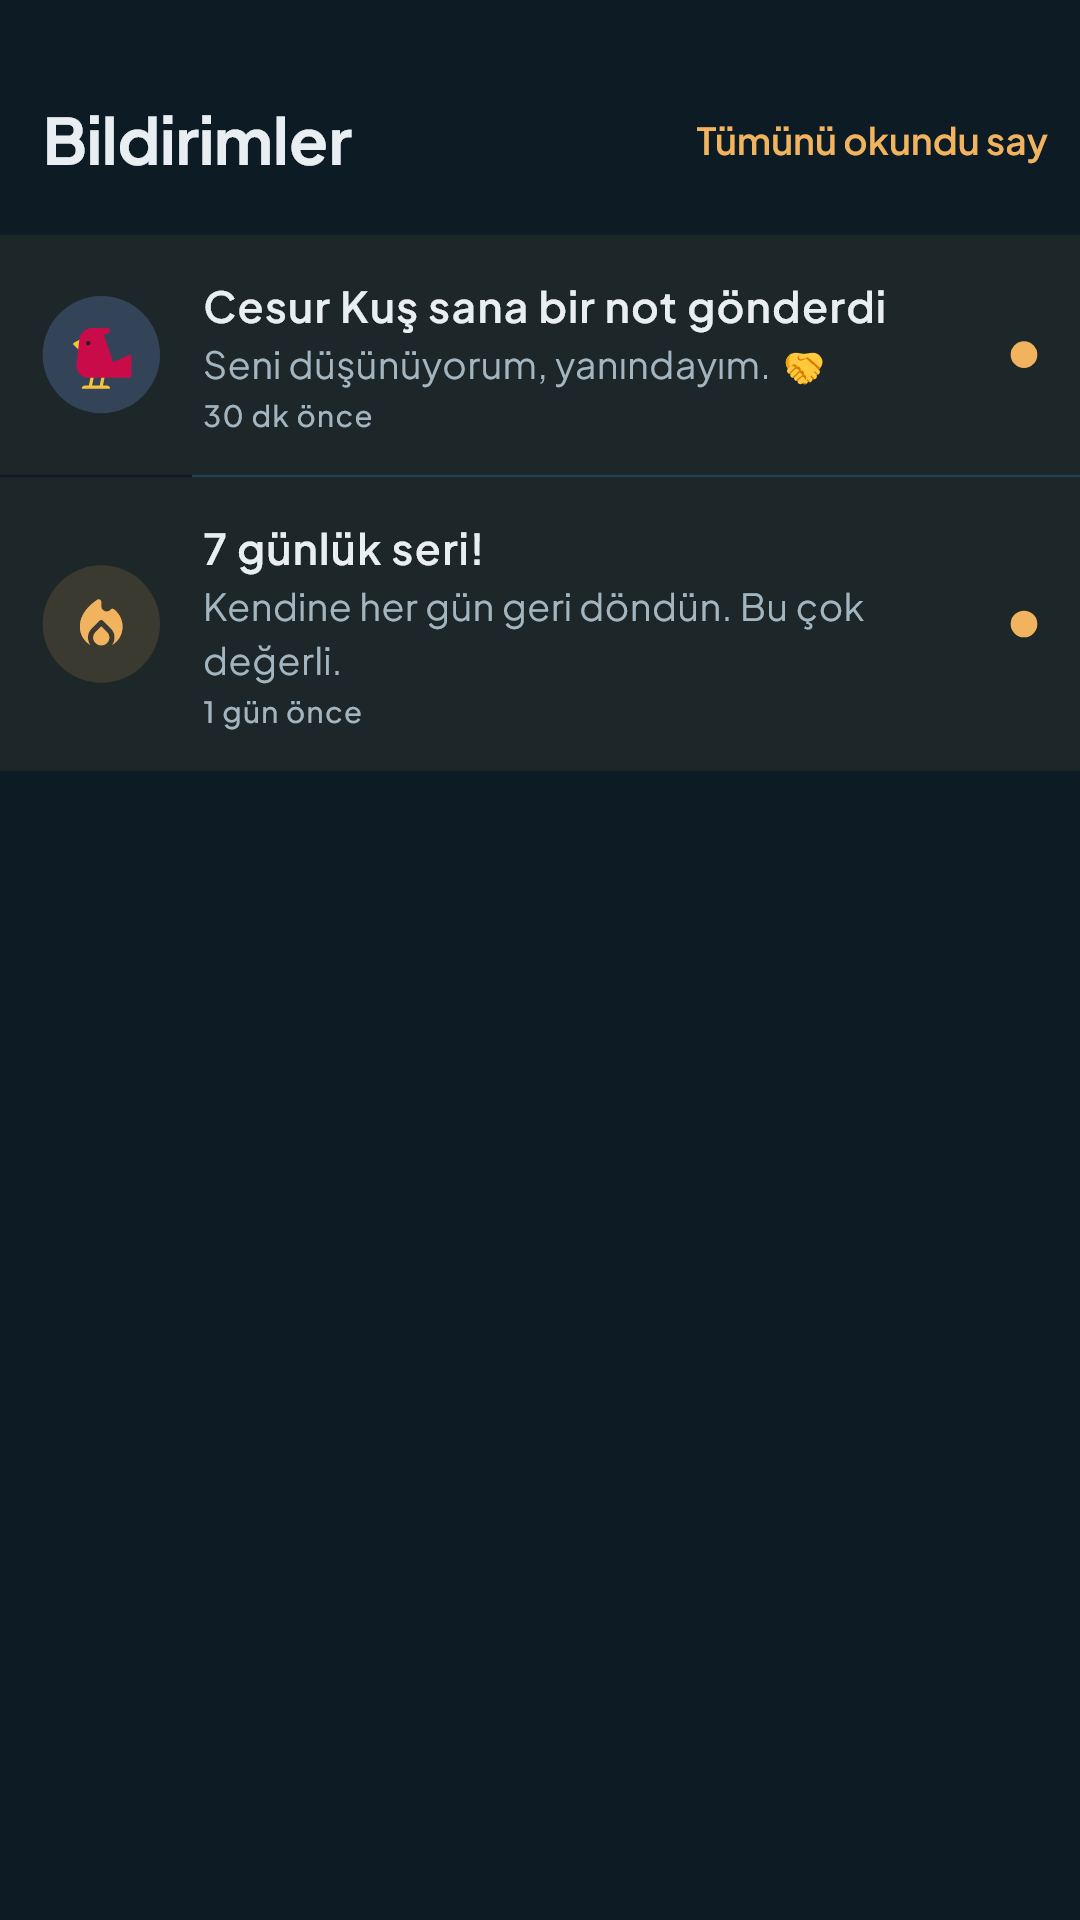 Bildirimler
Tümünü okundu say
Cesur Kuş sana bir not gönderdi
Seni düşünüyorum, yanındayım. 🤝
30 dk önce
7 günlük seri!
Kendine her gün geri döndün. Bu çok
değerli.
1 gün önce